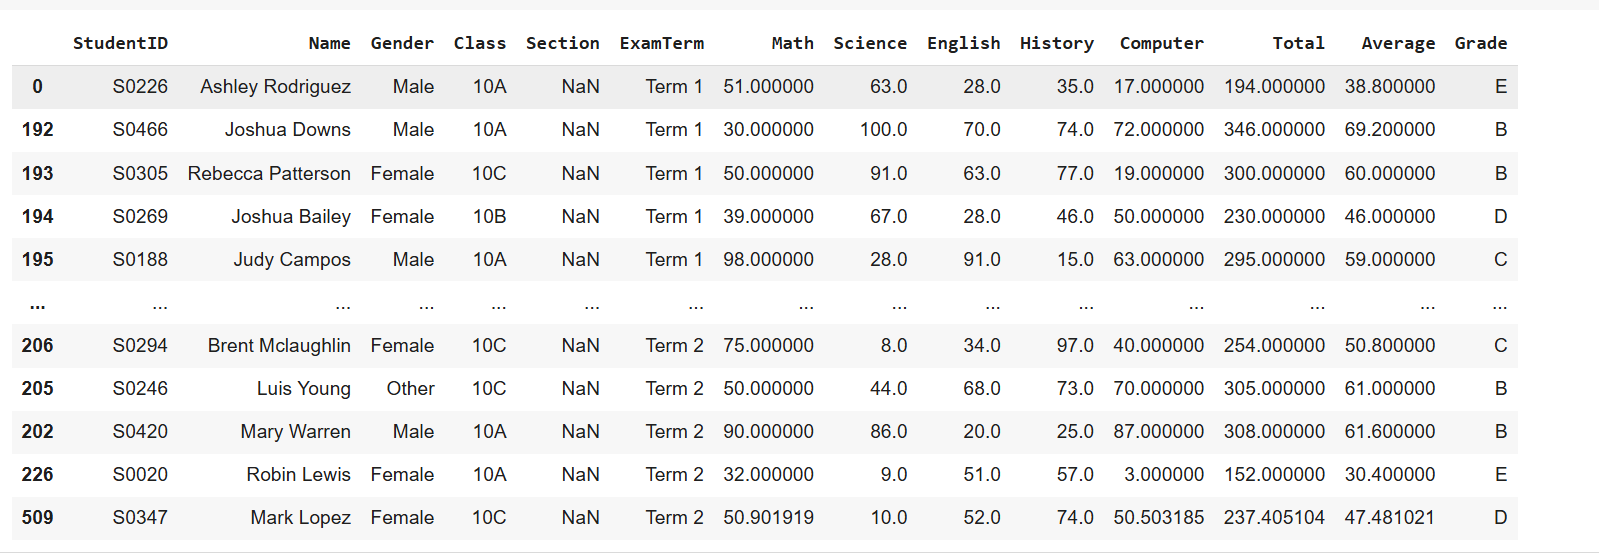 StudentID Name Gender Class Section ExamTerm Math Science English History Computer Total Average Grade
0 S0226 Ashley Rodriguez Male 10A NaN Term 1 51.000000 63.0 28.0 35.0 17.000000 194.000000 38.800000 E
192 S0466 Joshua Downs Male 10A NaN Term 1 30.000000 100.0 70.0 74.0 72.000000 346.000000 69.200000 B
193 S0305 Rebecca Patterson Female 10C NaN Term 1 50.000000 91.0 63.0 77.0 19.000000 300.000000 60.000000 B
194 S0269 Joshua Bailey Female 10B NaN Term 1 39.000000 67.0 28.0 46.0 50.000000 230.000000 46.000000 D
195 S0188 Judy Campos Male 10A NaN Term 1 98.000000 28.0 91.0 15.0 63.000000 295.000000 59.000000 C
... ... ... ... ... ... ... ... ... ... ... ... ... ... ...
206 S0294 Brent Mclaughlin Female 10C NaN Term 2 75.000000 8.0 34.0 97.0 40.000000 254.000000 50.800000 C
205 S0246 Luis Young Other 10C NaN Term 2 50.000000 44.0 68.0 73.0 70.000000 305.000000 61.000000 B
202 S0420 Mary Warren Male 10A NaN Term 2 90.000000 86.0 20.0 25.0 87.000000 308.000000 61.600000 B
226 S0020 Robin Lewis Female 10A NaN Term 2 32.000000 9.0 51.0 57.0 3.000000 152.000000 30.400000 E
509 S0347 Mark Lopez Female 10C NaN Term 2 50.901919 10.0 52.0 74.0 50.503185 237.405104 47.481021 D